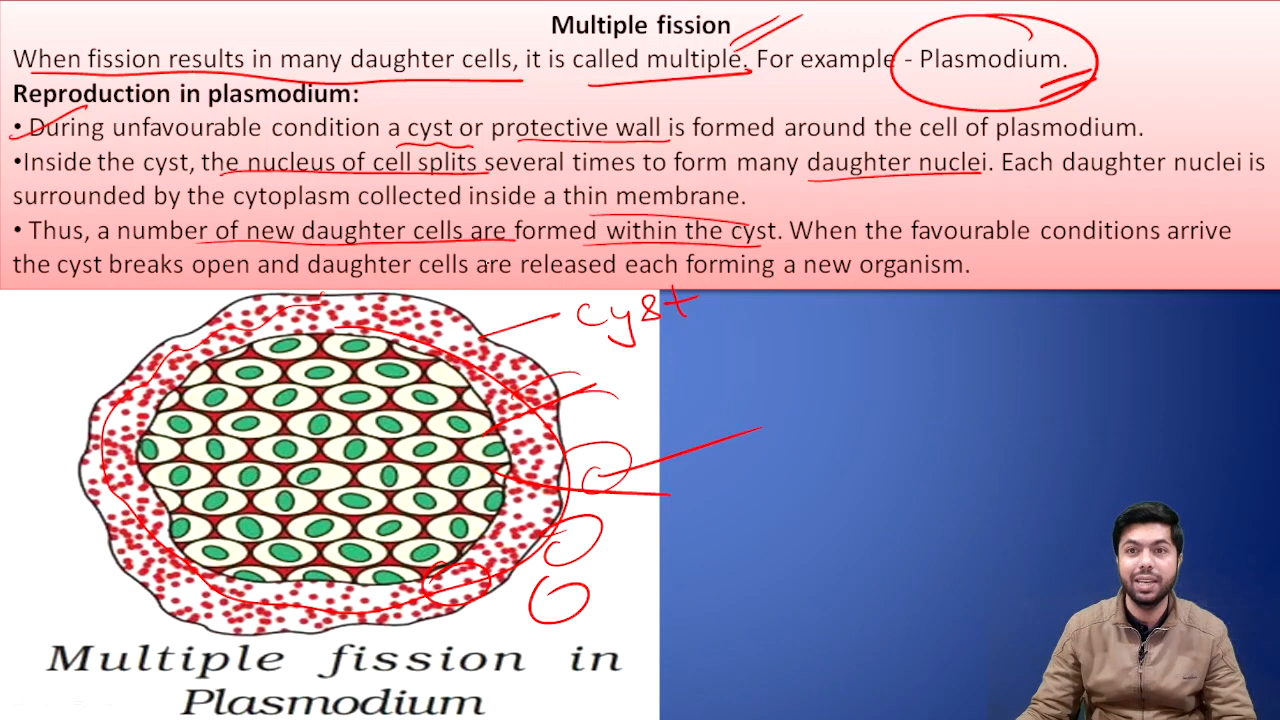 Multiple fission
When fission results in many daughter cells, it is called multiple. For example - Plasmodium.
Reproduction in plasmodium:
• During unfavourable condition a cyst or protective wall is formed around the cell of plasmodium.
•Inside the cyst, the nucleus of cell splits several times to form many daughter nuclei. Each daughter nuclei is
surrounded by the cytoplasm collected inside a thin membrane.
• Thus, a number of new daughter cells are formed within the cyst. When the favourable conditions arrive
the cyst breaks open and daughter cells are released each forming a new organism.
cyst
Multiple fission in
Plasmodium